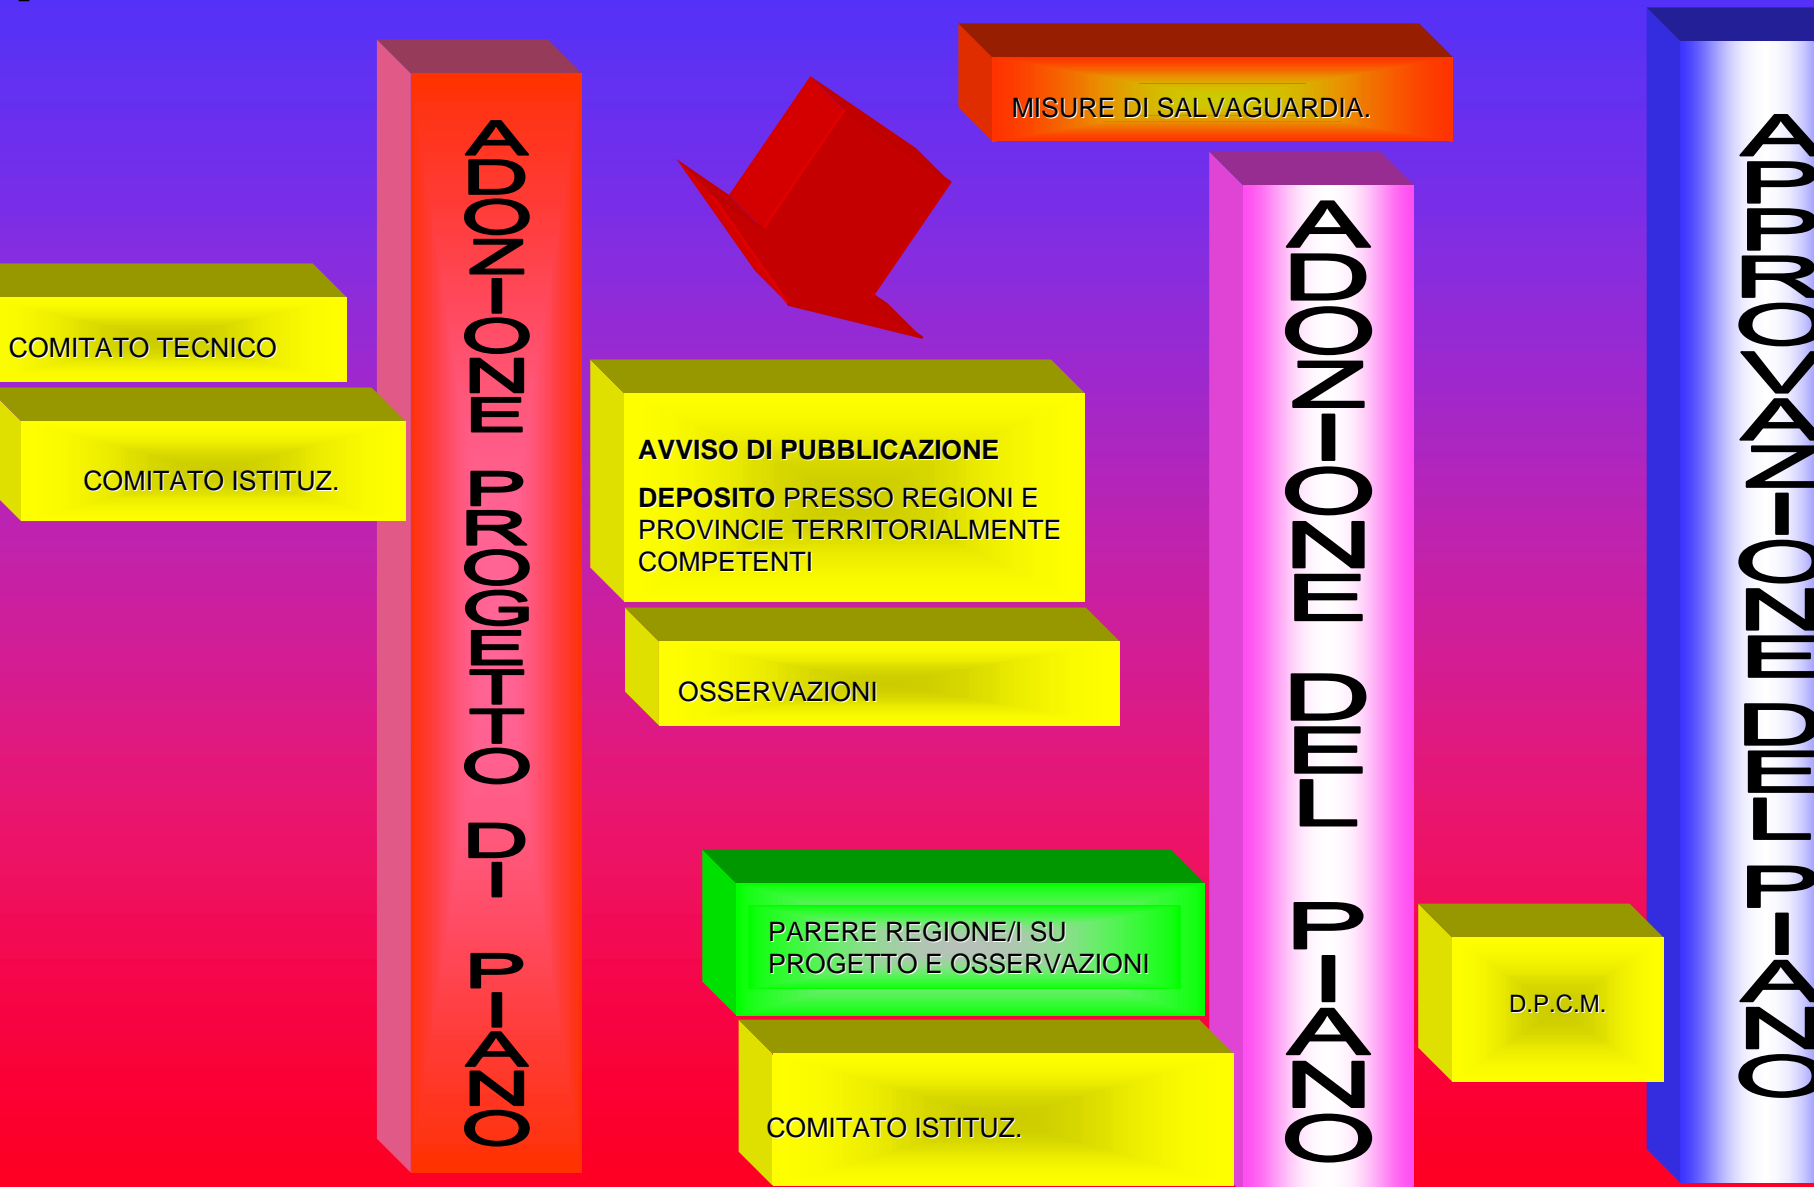 COMITATO TECNICO
COMITATO ISTITUZ.
ADOZIONE PROGETTO DI PIANO
MISURE DI SALVAGUARDIA.
AVVISO DI PUBBLICAZIONE
DEPOSITO PRESSO REGIONI E
PROVINCIE TERRITORIALMENTE
COMPETENTI
OSSERVAZIONI
PARERE REGIONE/I SU
PROGETTO E OSSERVAZIONI
COMITATO ISTITUZ.
ADOZIONE DEL PIANO
D.P.C.M.
APPROVAZIONE DEL PIANO